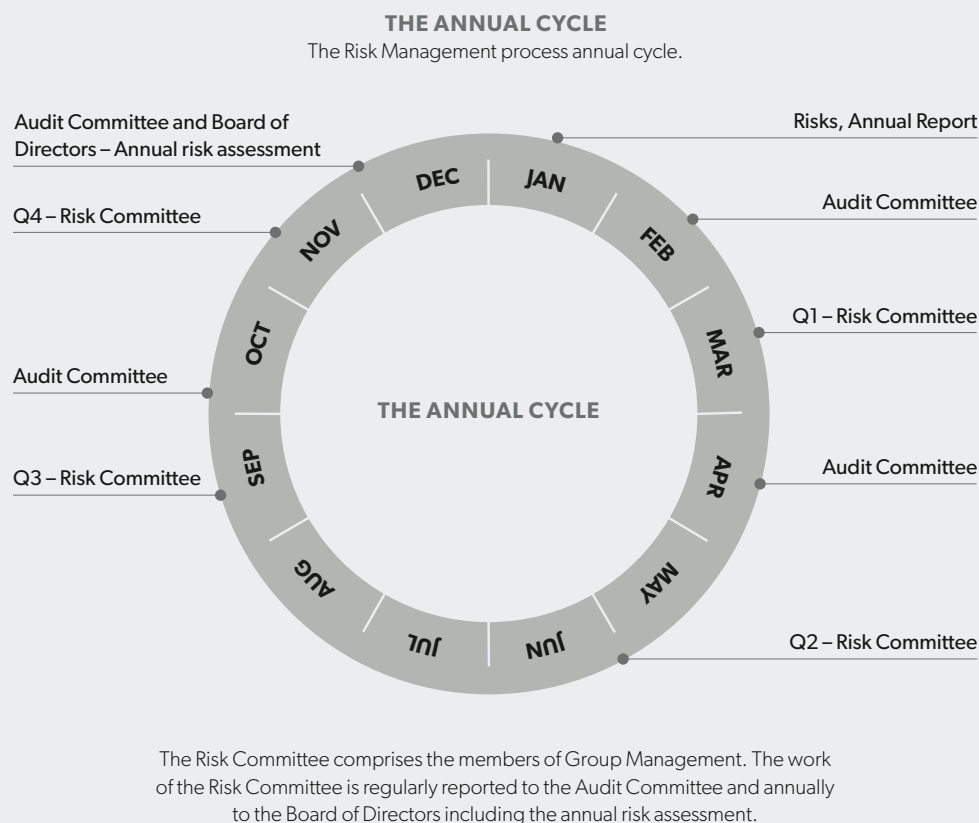 THE ANNUAL CYCLE
The Risk Management process annual cycle.
Audit Committee and Board of
Directors – Annual risk assessment
Q4 – Risk Committee
Audit Committee
Q3 – Risk Committee
Risks, Annual Report
Audit Committee
Q1 – Risk Committee
Audit Committee
Q2 – Risk Committee
JAN
FEB
MAR
APR
MAY
JUN
JUL
AUG
SEP
OCT
NOV
DEC
THE ANNUAL CYCLE
The Risk Committee comprises the members of Group Management. The work
of the Risk Committee is regularly reported to the Audit Committee and annually
to the Board of Directors including the annual risk assessment.